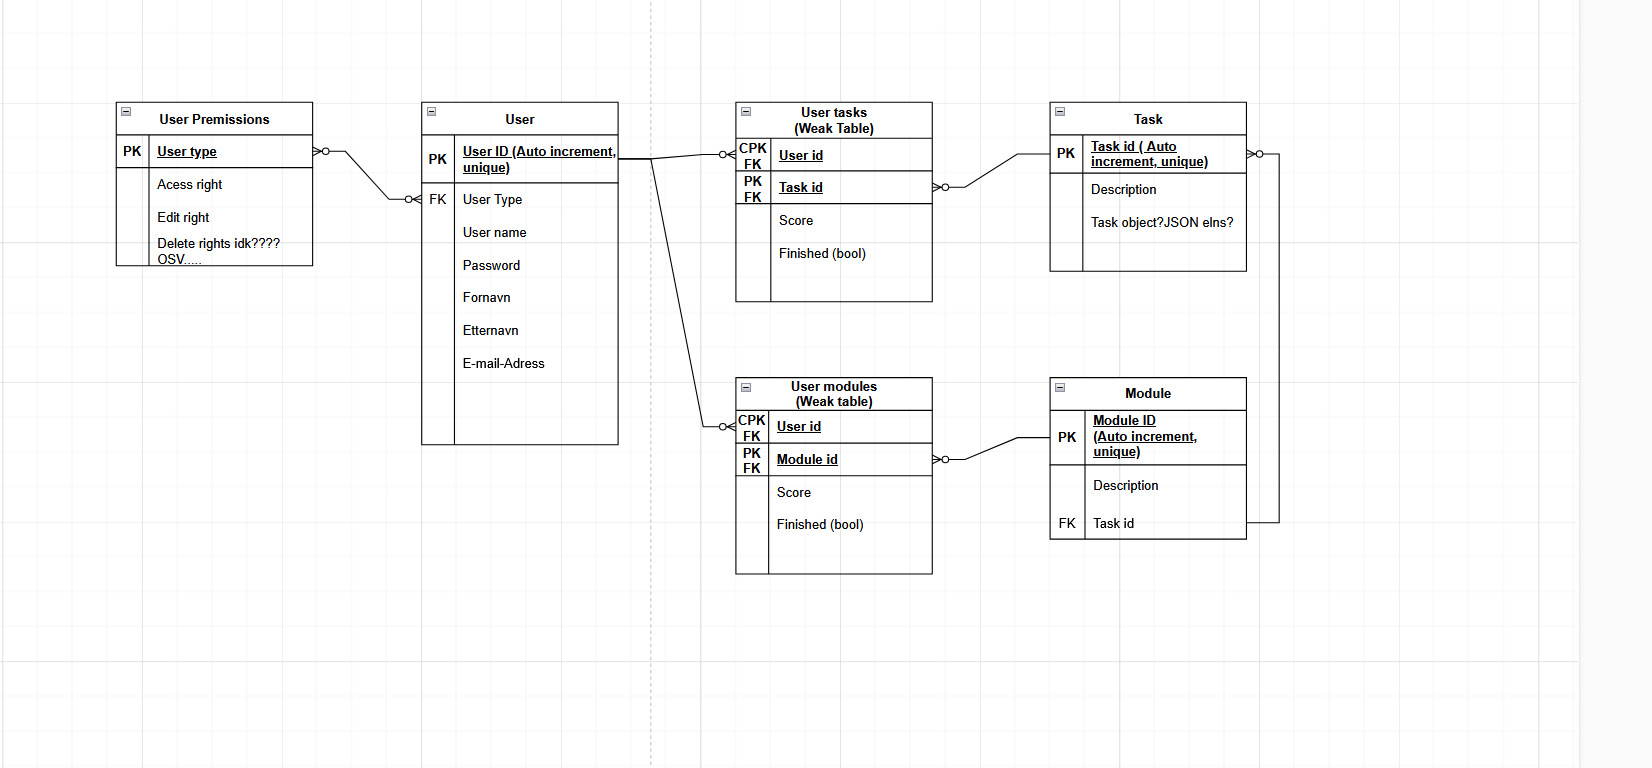 User Premissions
PK
User type
Acess right
Edit right
Delete rights idk????
OSV.....
User
PK
User ID (Auto increment,
unique)
FK
User Type
User name
Password
Fornavn
Etternavn
E-mail-Adress
User tasks
(Weak Table)
CPK
FK
User id
PK
FK
Task id
Score
Finished (bool)
Task
PK
Task id ( Auto
increment, unique)
Description
Task object?JSON elns?
User modules
(Weak table)
CPK
FK
User id
PK
FK
Module id
Score
Finished (bool)
Module
PK
Module ID
(Auto increment,
unique)
Description
FK
Task id